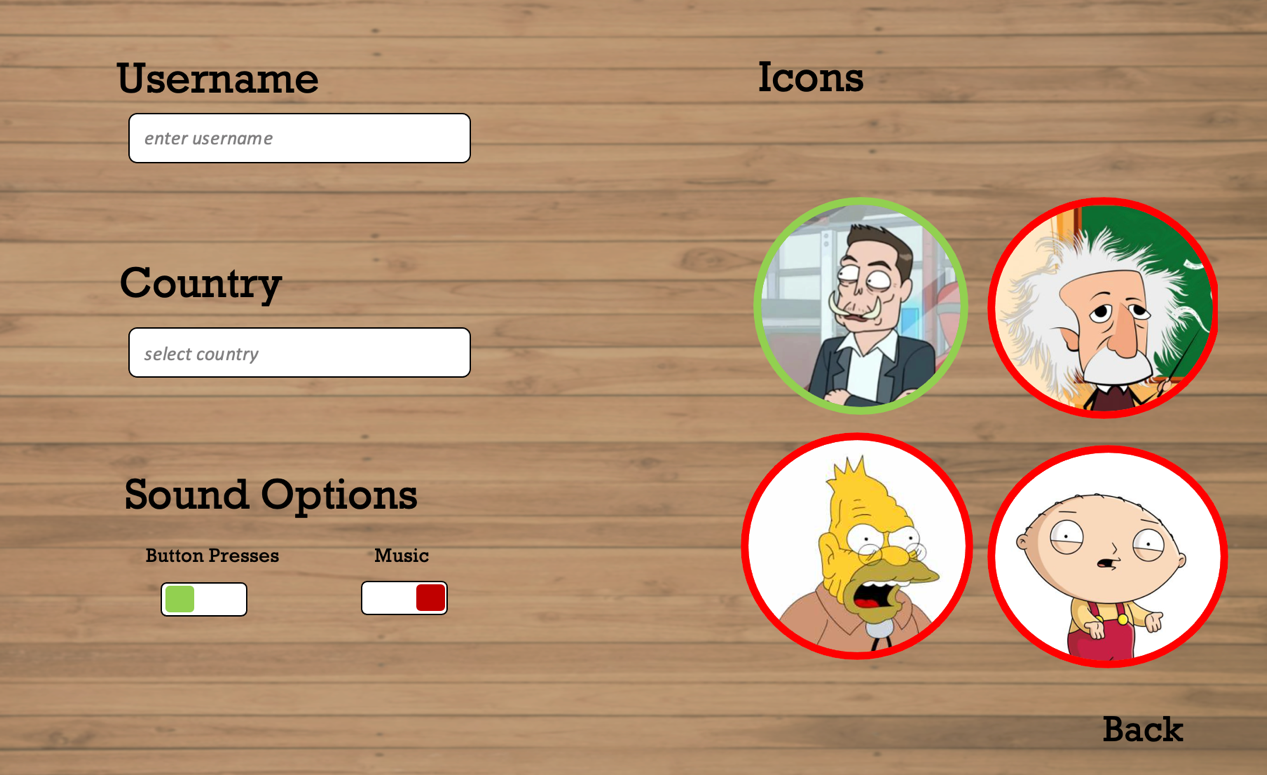 Username
enter username
Country
select country
Sound Options
Button Presses
Music
Icons
Back